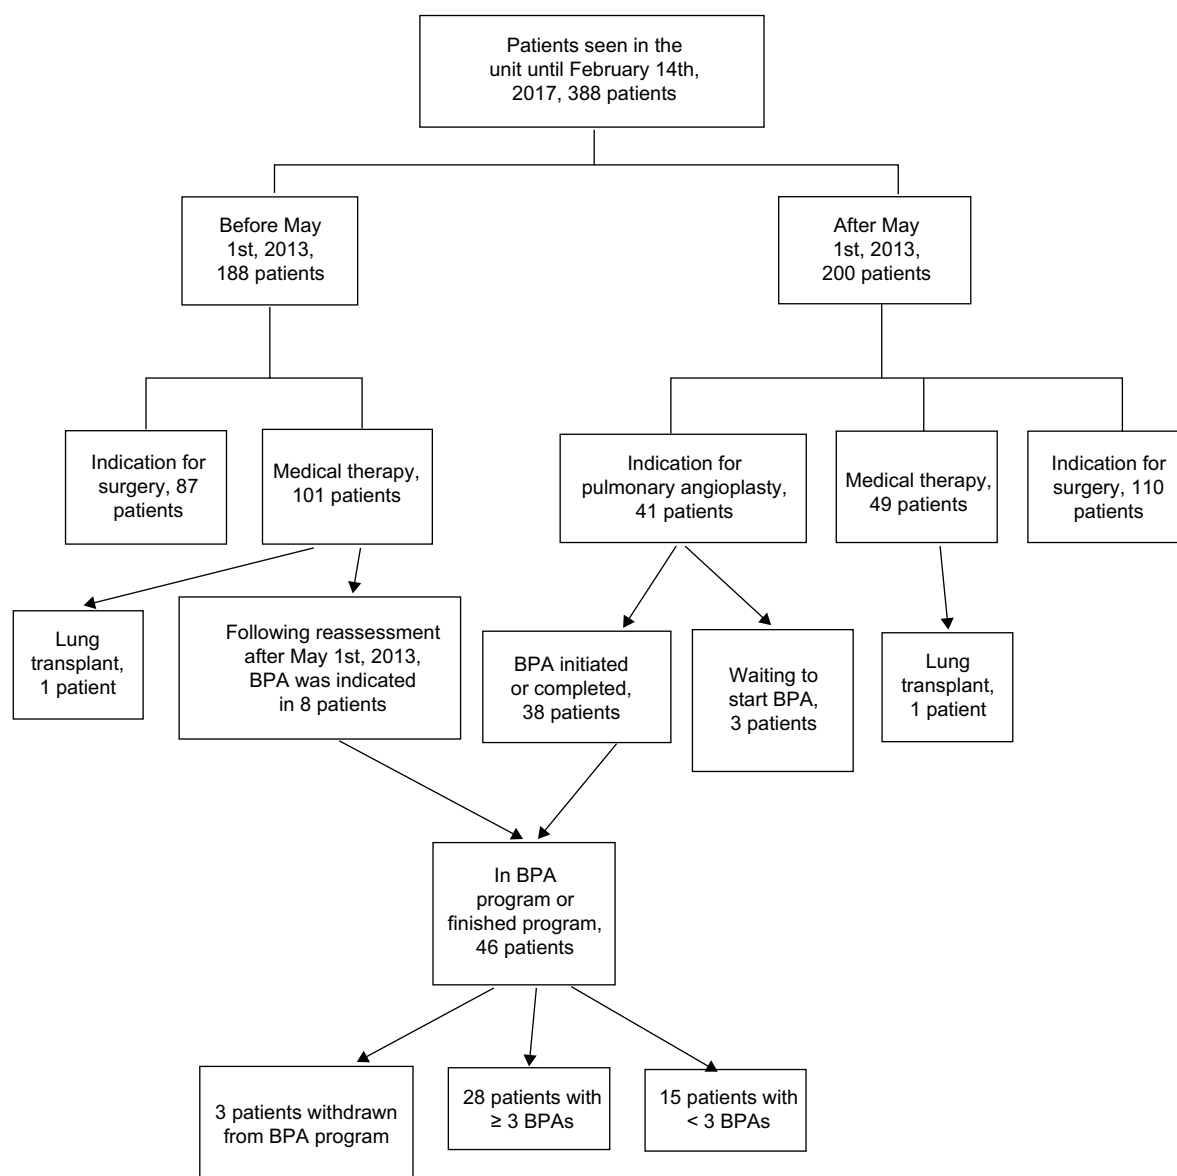 Patients seen in the
unit until February 14th,
2017, 388 patients
Before May
1st, 2013,
188 patients
After May
1st, 2013,
200 patients
Indication for
surgery, 87
patients
Medical therapy,
101 patients
Indication for
pulmonary angioplasty,
41 patients
Medical therapy,
49 patients
Indication for
surgery, 110
patients
Lung
transplant,
1 patient
Following reassessment
after May 1st, 2013,
BPA was indicated
in 8 patients
BPA initiated
or completed,
38 patients
Waiting to
start BPA,
3 patients
Lung
transplant,
1 patient
In BPA
program or
finished program,
46 patients
3 patients withdrawn
from BPA program
28 patients with
≥ 3 BPAs
15 patients with
< 3 BPAs